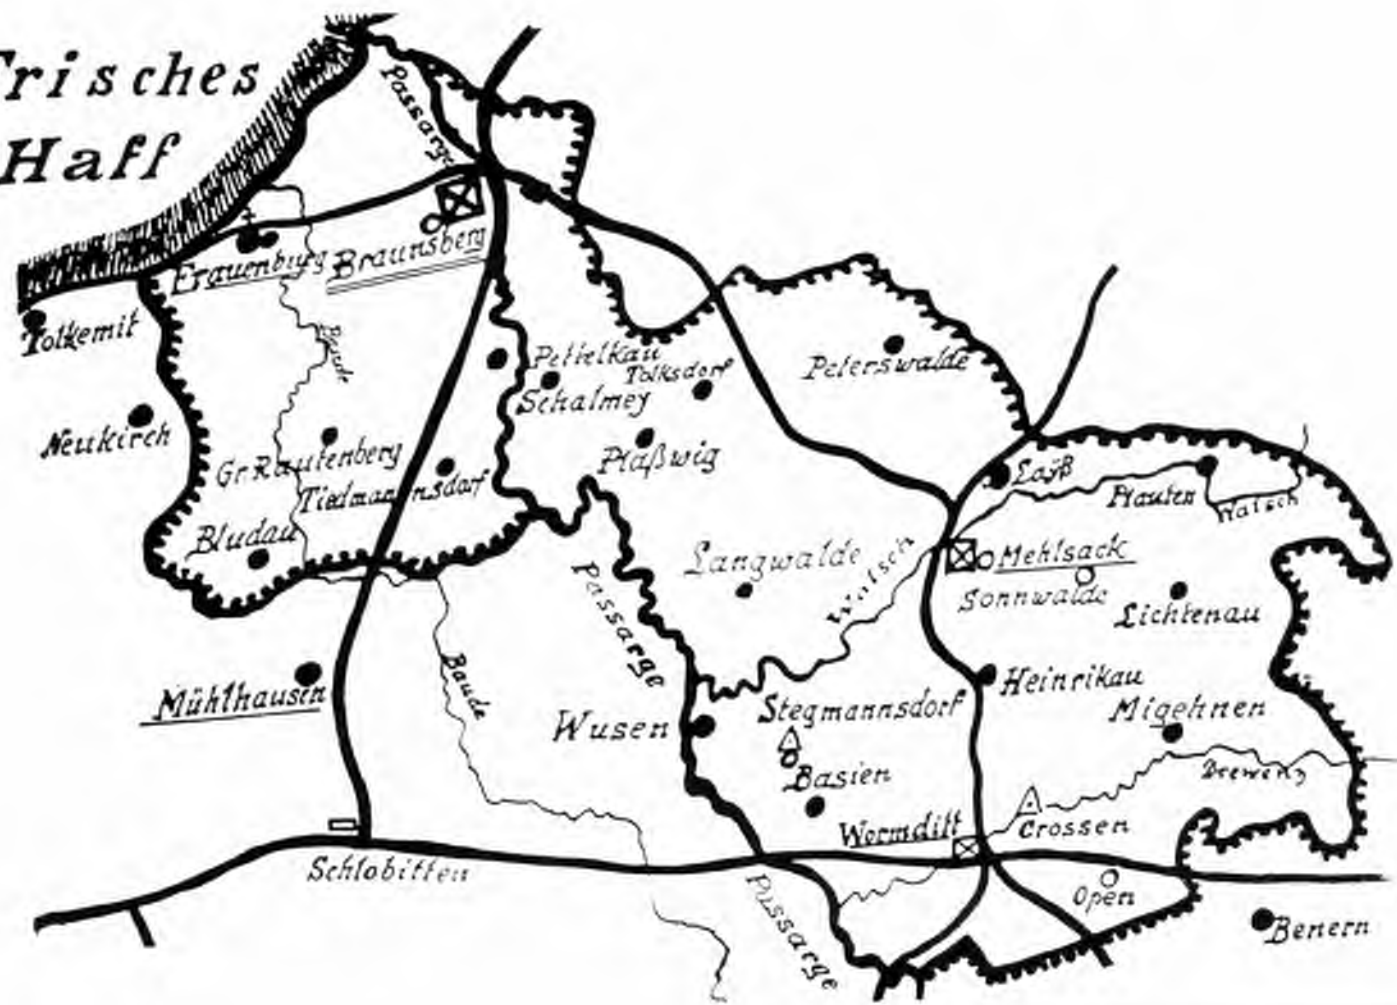 Frisches
Haff
Passarge
Frauenburg
Braunsberg
Tolkemit
Baude
Pettelkau
Tolksdorf
Schalmey
Peterswalde
Neukirch
Gr. Rautenberg
Plaßwig
Tiedmannsdorf
Layß
Plauten
Walsch
Bludau
Langwalde
Walsch
Mehlsack
Sonnwalde
Lichtenau
Passarge
Mühlhausen
Baude
Heinrikau
Wusen
Stegmannsdorf
Migehnen
Basien
Drewenz
Wormditt
Crossen
Schlobitten
Open
Passarge
Benern